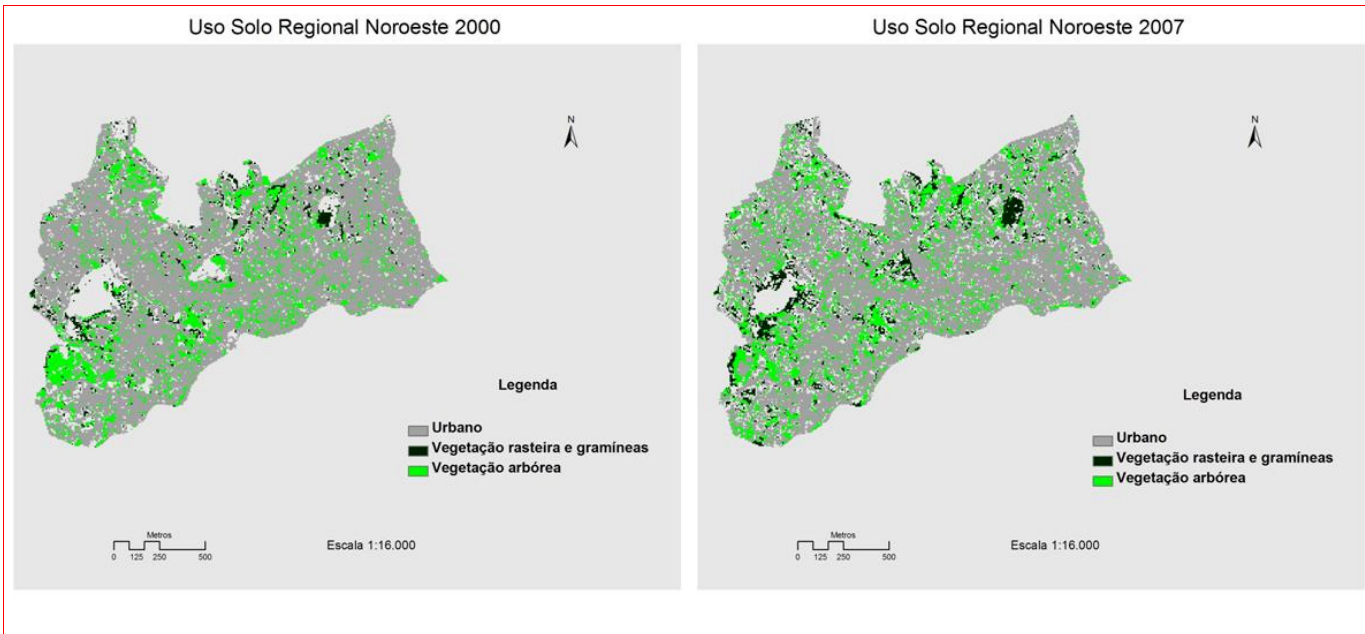 Uso Solo Regional Noroeste 2000
N
Legenda
Urbano
Vegetação rasteira e gramíneas
Vegetação arbórea
Metros
0 125 250 500
Escala 1:16.000
Uso Solo Regional Noroeste 2007
N
Legenda
Urbano
Vegetação rasteira e gramíneas
Vegetação arbórea
Metros
0 125 250 500
Escala 1:16.000